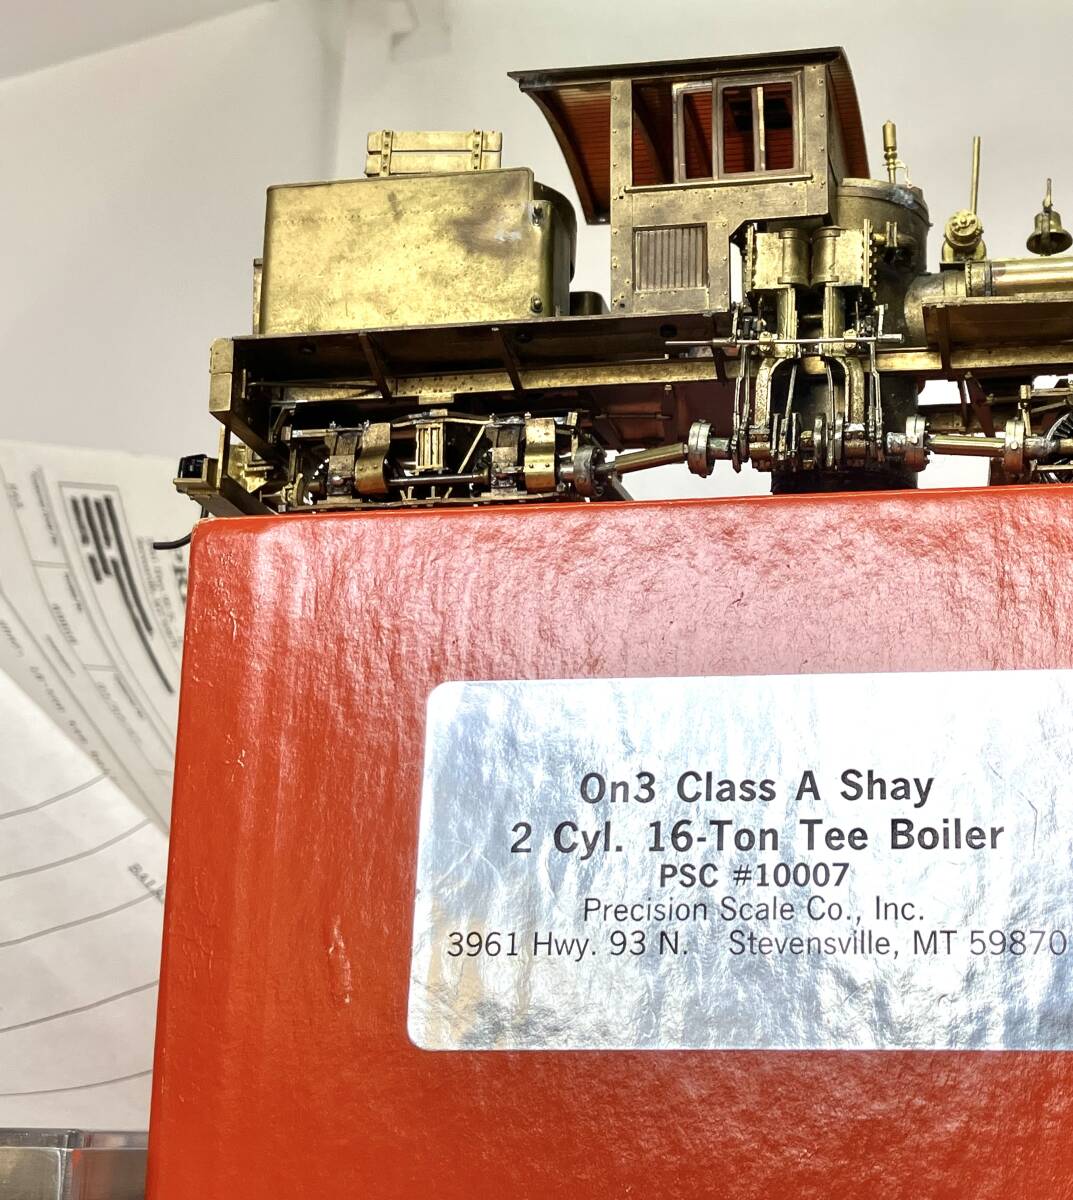 On3 Class A Shay
2 Cyl. 16-Ton Tee Boiler
PSC #10007
Precision Scale Co., Inc.
3961 Hwy. 93 N. Stevensville, MT 59870